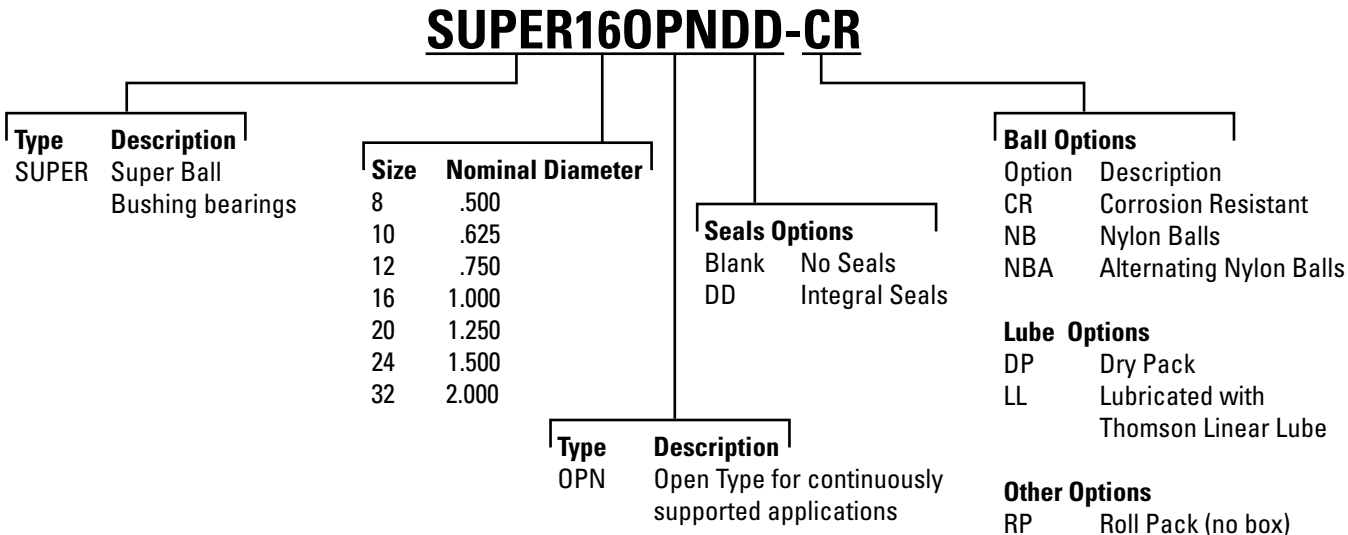 SUPER16OPNDD-CR
Type Description
SUPER Super Ball
Bushing bearings
Size Nominal Diameter
8 .500
10 .625
12 .750
16 1.000
20 1.250
24 1.500
32 2.000
Type Description
OPN Open Type for continuously
supported applications
Seals Options
Blank No Seals
DD Integral Seals
Ball Options
Option Description
CR Corrosion Resistant
NB Nylon Balls
NBA Alternating Nylon Balls
Lube Options
DP Dry Pack
LL Lubricated with
Thomson Linear Lube
Other Options
RP Roll Pack (no box)